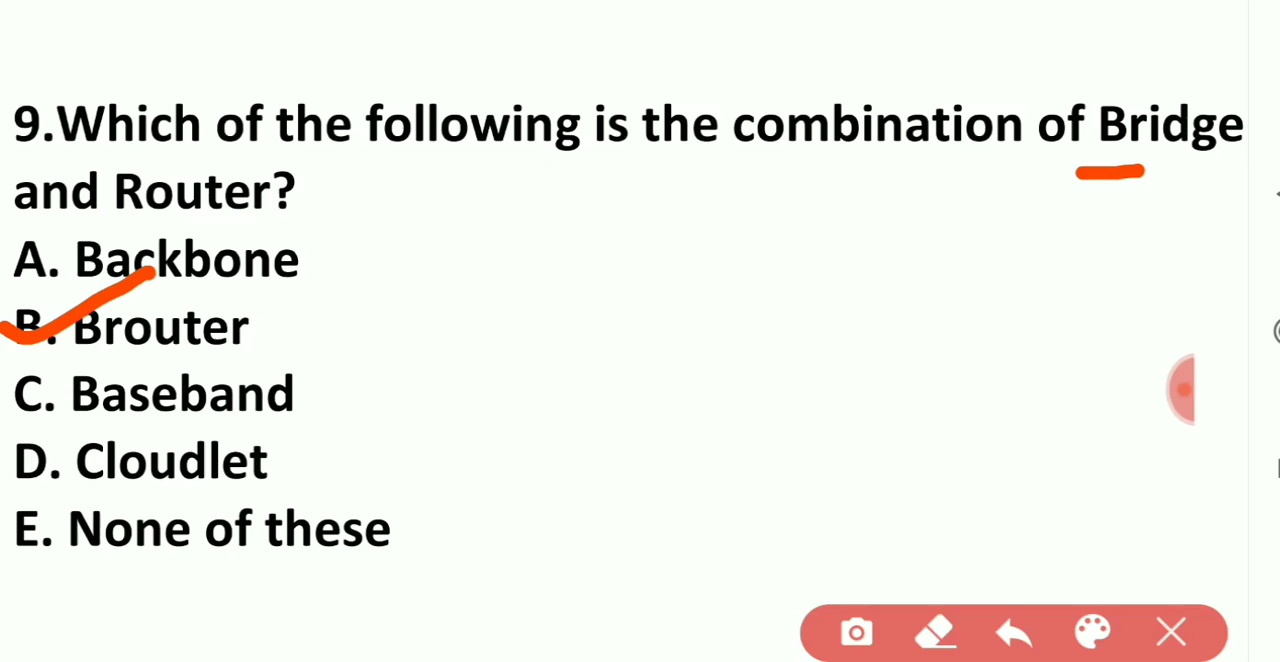 9.Which of the following is the combination of Bridge
and Router?
A. Backbone
B. Brouter
C. Baseband
D. Cloudlet
E. None of these